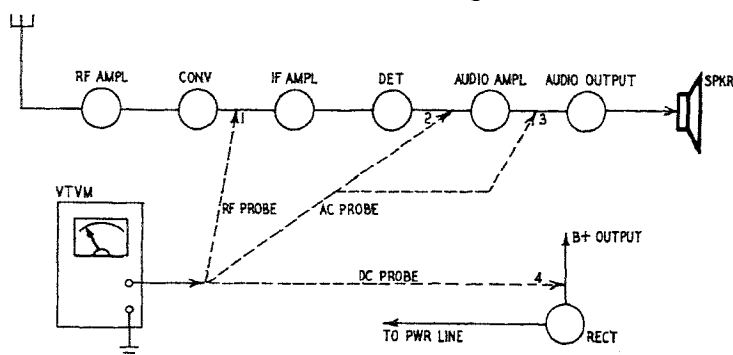 RF AMPL
CONV
IF AMPL
DET
AUDIO AMPL
AUDIO OUTPUT
SPKR
1
2
3
VTVM
RF PROBE
AC PROBE
B+ OUTPUT
DC PROBE
4
TO PWR LINE
RECT